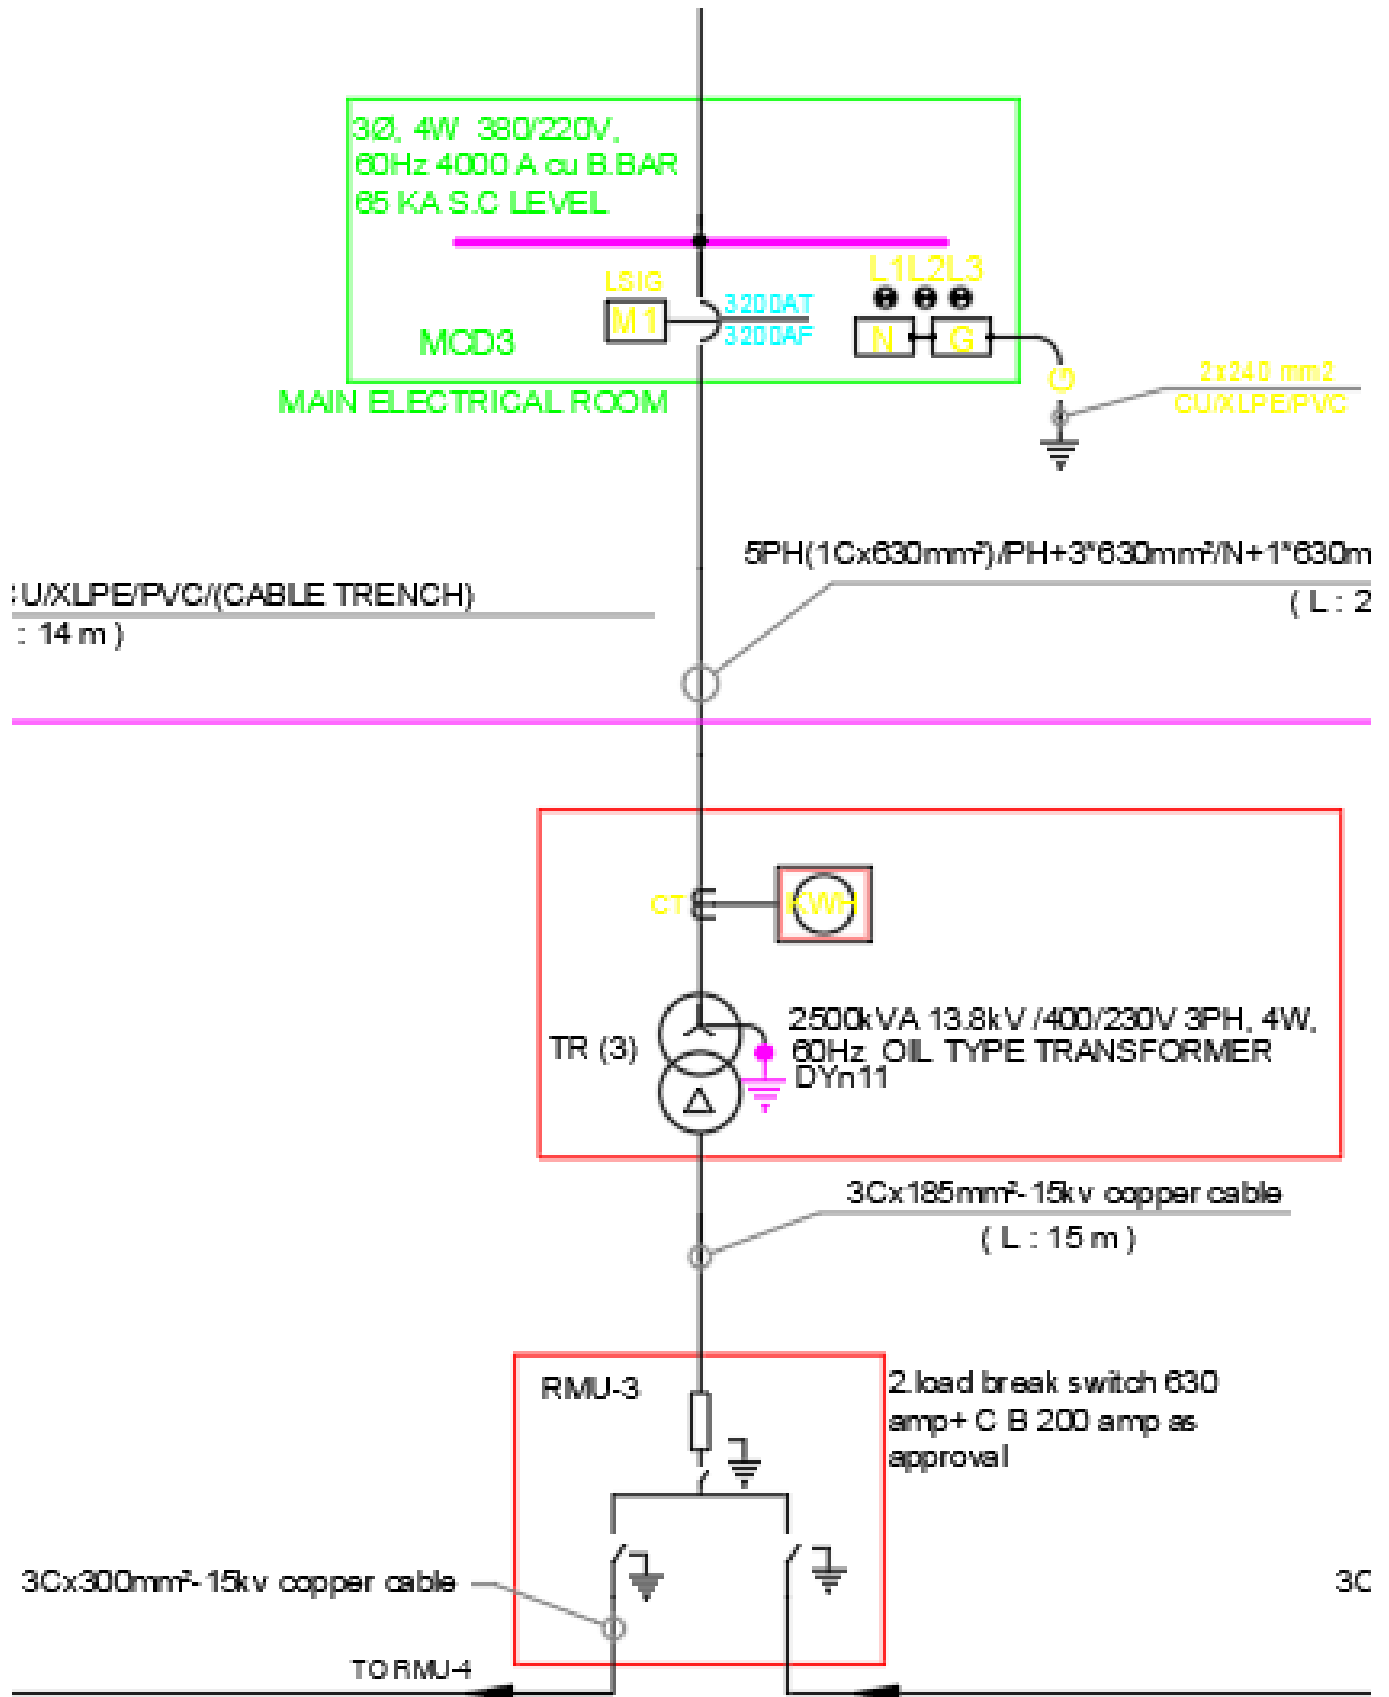 3Ø, 4W 380/220V,
60Hz 4000 A cu B.BAR
65 KA S.C LEVEL
L1L2L3
LSIG
M1
3200AT
3200AF
N
G
MCD3
MAIN ELECTRICAL ROOM
G
2x240 mm2
CU/XLPE/PVC
5PH(1Cx630mm²)/PH+3*630mm²/N+1*630m
( L : 2
U/XLPE/PVC/(CABLE TRENCH)
: 14 m )
CT
KWH
TR (3)
2500kVA 13.8kV /400/230V 3PH, 4W,
60Hz OIL TYPE TRANSFORMER
DYn11
Δ
3Cx185mm²-15kv copper cable
( L : 15 m )
RMU-3
2.load break switch 630
amp+ C B 200 amp as
approval
3Cx300mm²-15kv copper cable
3C
TO RMU-4